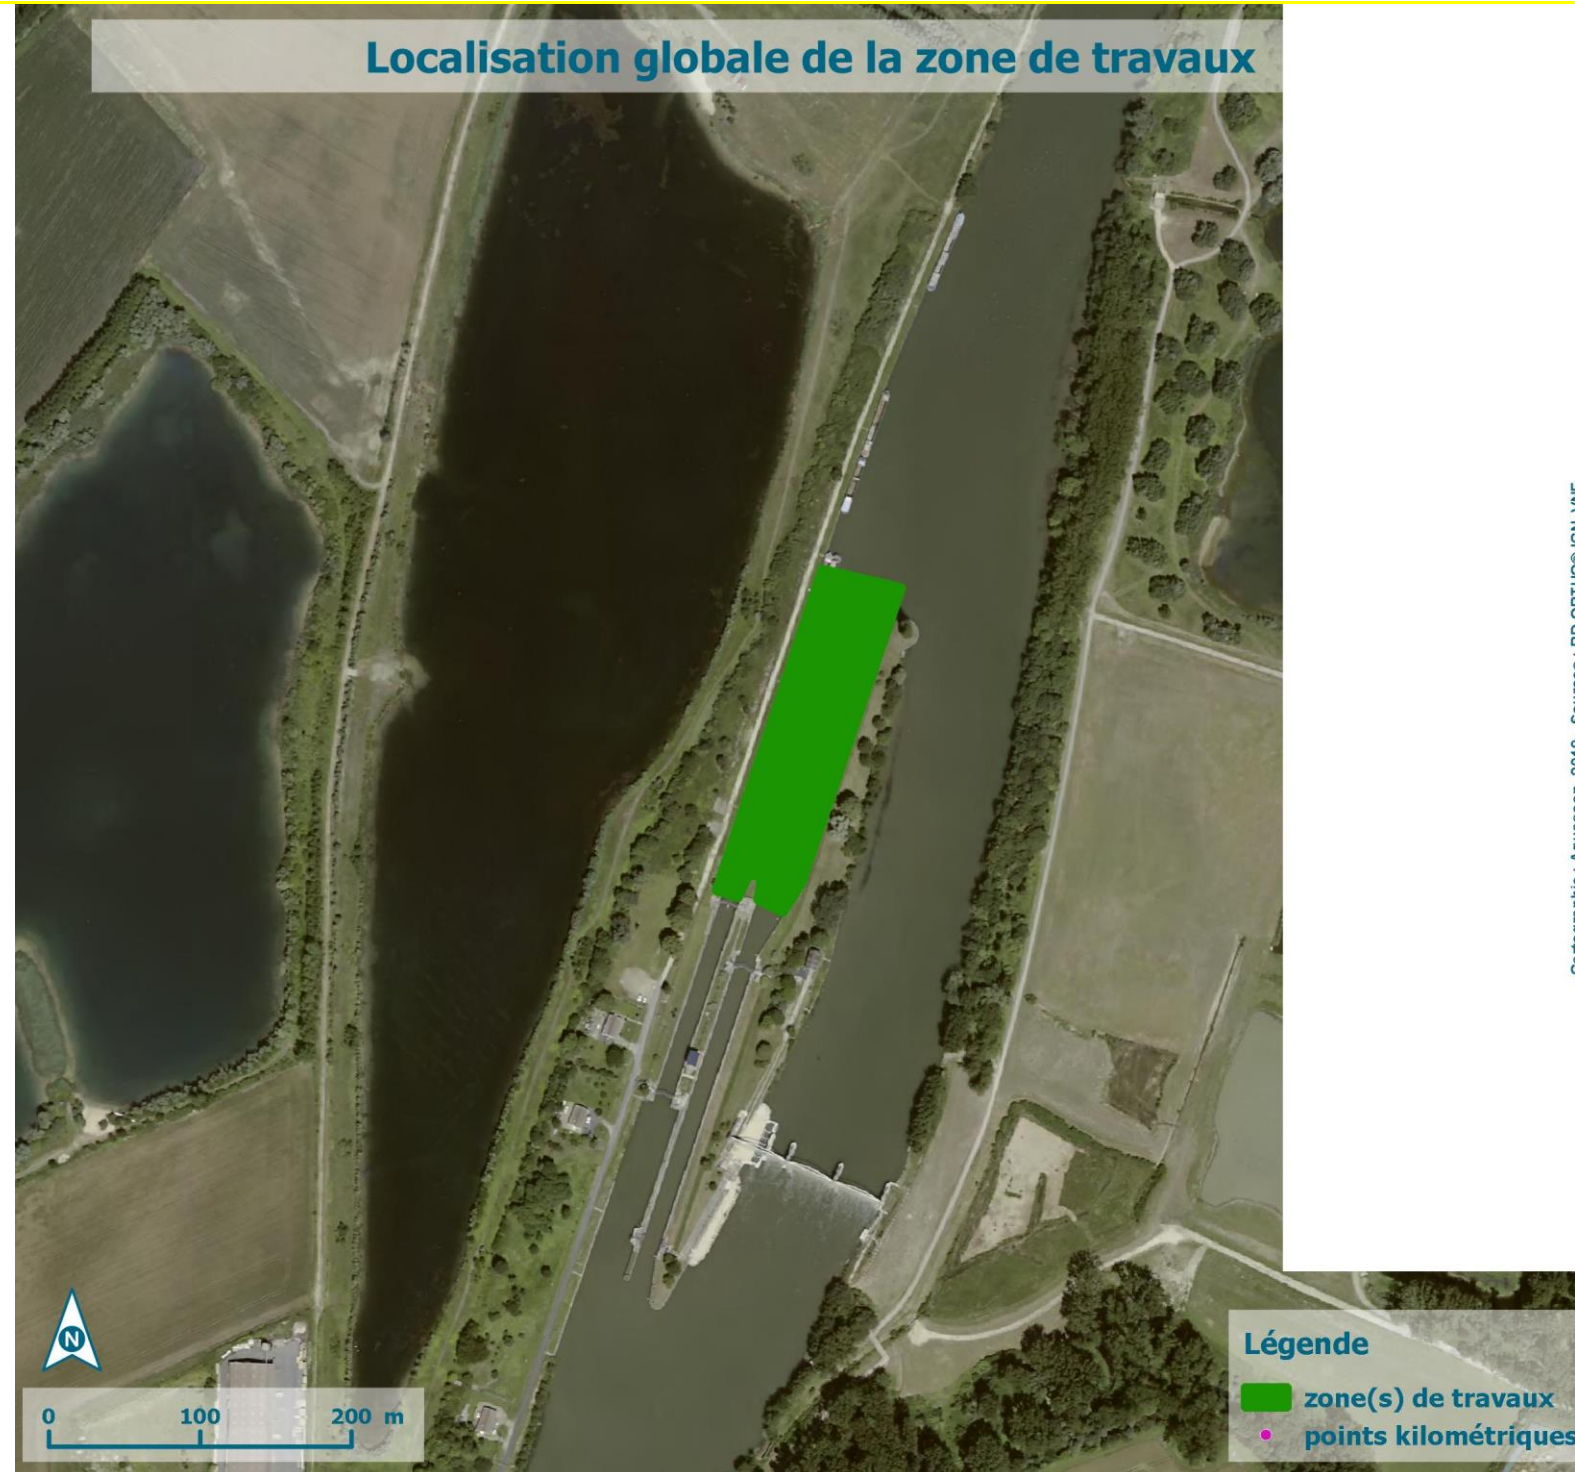 Localisation globale de la zone de travaux
N
0 100 200 m
Légende
zone(s) de travaux
points kilométriques